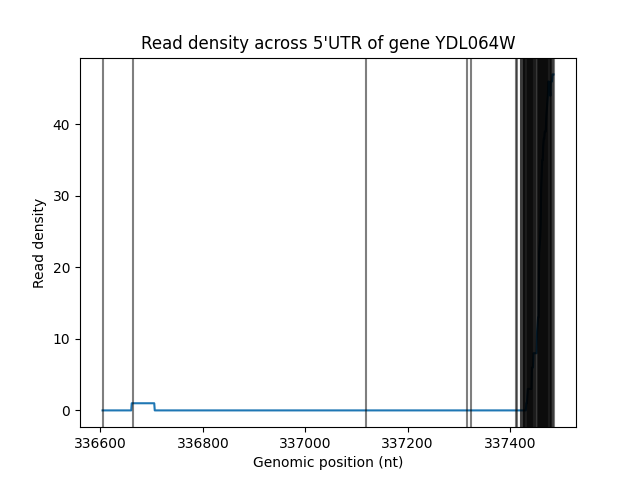 Read density across 5'UTR of gene YDL064W
Read density
40
30
20
10
0
336600 336800 337000 337200 337400
Genomic position (nt)